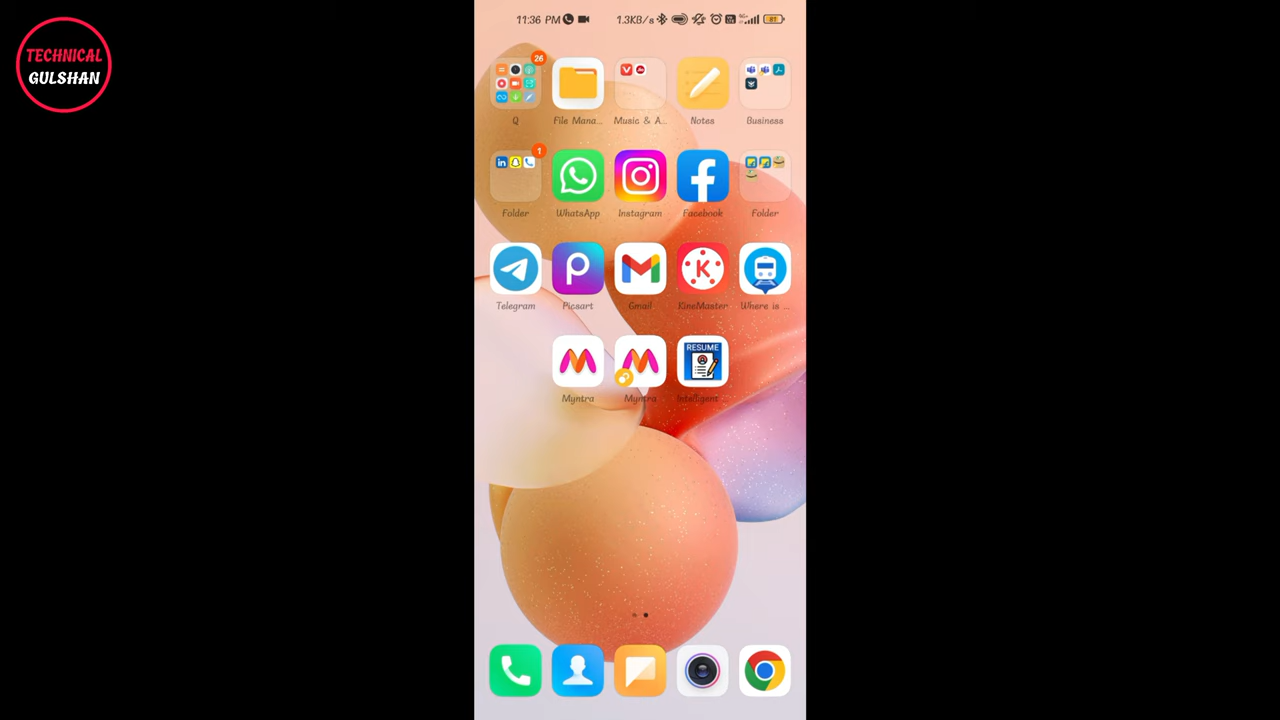 TECHNICAL
GULSHAN
11:36 PM 1.3KB/s 87
26
Q File Mana... Music & A... Notes Business
1
Folder WhatsApp Instagram Facebook Folder
Telegram Picsart Gmail KineMaster Where is ...
RESUME
Myntra Myntra Intelligent